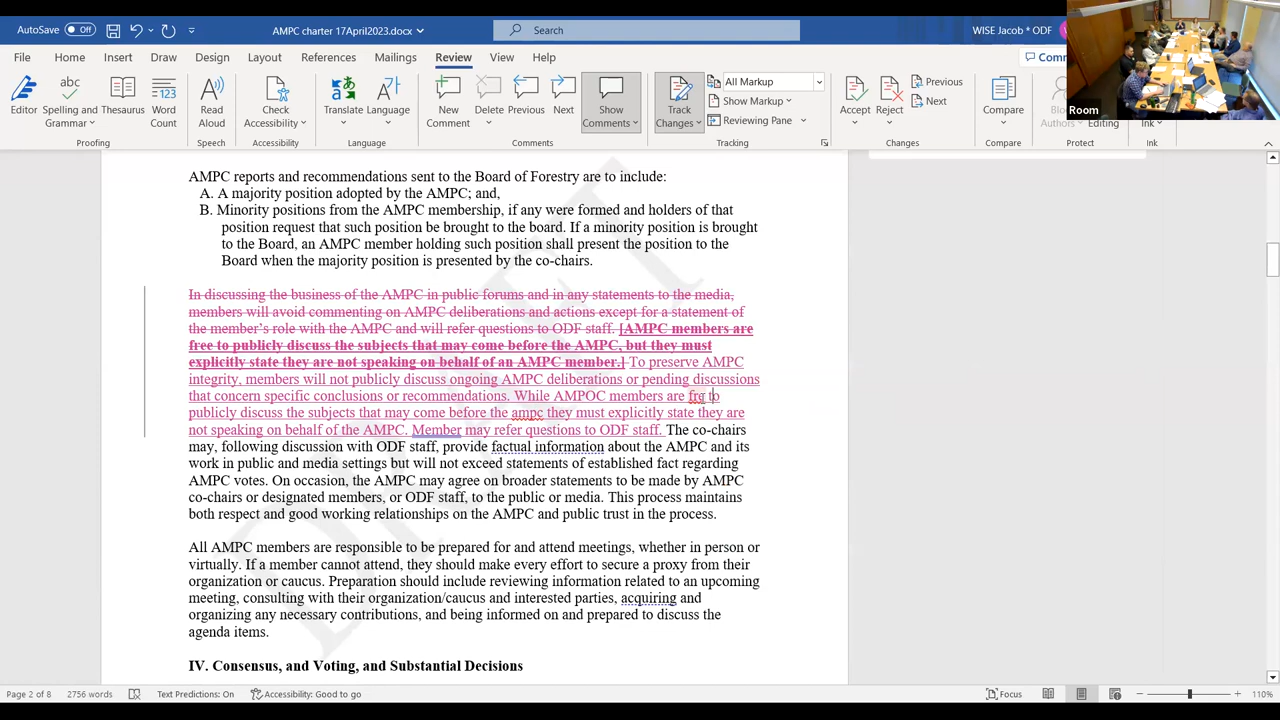 AutoSave Off AMPC charter 17April2023.docx Search WISE Jacob * ODF
File Home Insert Draw Design Layout References Mailings Review View Help
Editor Spelling and Grammar Thesaurus Word Count Read Aloud Check Accessibility Translate Language New Comment Delete Previous Next Show Comments Track Changes All Markup Show Markup Reviewing Pane Accept Reject Previous Next Compare Editing Ink
Proofing Speech Accessibility Language Comments Tracking Changes Compare Protect Ink
Room
AMPC reports and recommendations sent to the Board of Forestry are to include:
A. A majority position adopted by the AMPC; and,
B. Minority positions from the AMPC membership, if any were formed and holders of that
position request that such position be brought to the board. If a minority position is brought
to the Board, an AMPC member holding such position shall present the position to the
Board when the majority position is presented by the co-chairs.
In discussing the business of the AMPC in public forums and in any statements to the media,
members will avoid commenting on AMPC deliberations and actions except for a statement of
the member's role with the AMPC and will refer questions to ODF staff. [AMPC members are
free to publicly discuss the subjects that may come before the AMPC, but they must
explicitly state they are not speaking on behalf of an AMPC member.] To preserve AMPC
integrity, members will not publicly discuss ongoing AMPC deliberations or pending discussions
that concern specific conclusions or recommendations. While AMPOC members are fre to
publicly discuss the subjects that may come before the ampc they must explicitly state they are
not speaking on behalf of the AMPC. Member may refer questions to ODF staff. The co-chairs
may, following discussion with ODF staff, provide factual information about the AMPC and its
work in public and media settings but will not exceed statements of established fact regarding
AMPC votes. On occasion, the AMPC may agree on broader statements to be made by AMPC
co-chairs or designated members, or ODF staff, to the public or media. This process maintains
both respect and good working relationships on the AMPC and public trust in the process.
All AMPC members are responsible to be prepared for and attend meetings, whether in person or
virtually. If a member cannot attend, they should make every effort to secure a proxy from their
organization or caucus. Preparation should include reviewing information related to an upcoming
meeting, consulting with their organization/caucus and interested parties, acquiring and
organizing any necessary contributions, and being informed on and prepared to discuss the
agenda items.
IV. Consensus, and Voting, and Substantial Decisions
DRAFT
Page 2 of 8 2756 words Text Predictions: On Accessibility: Good to go Focus 110%